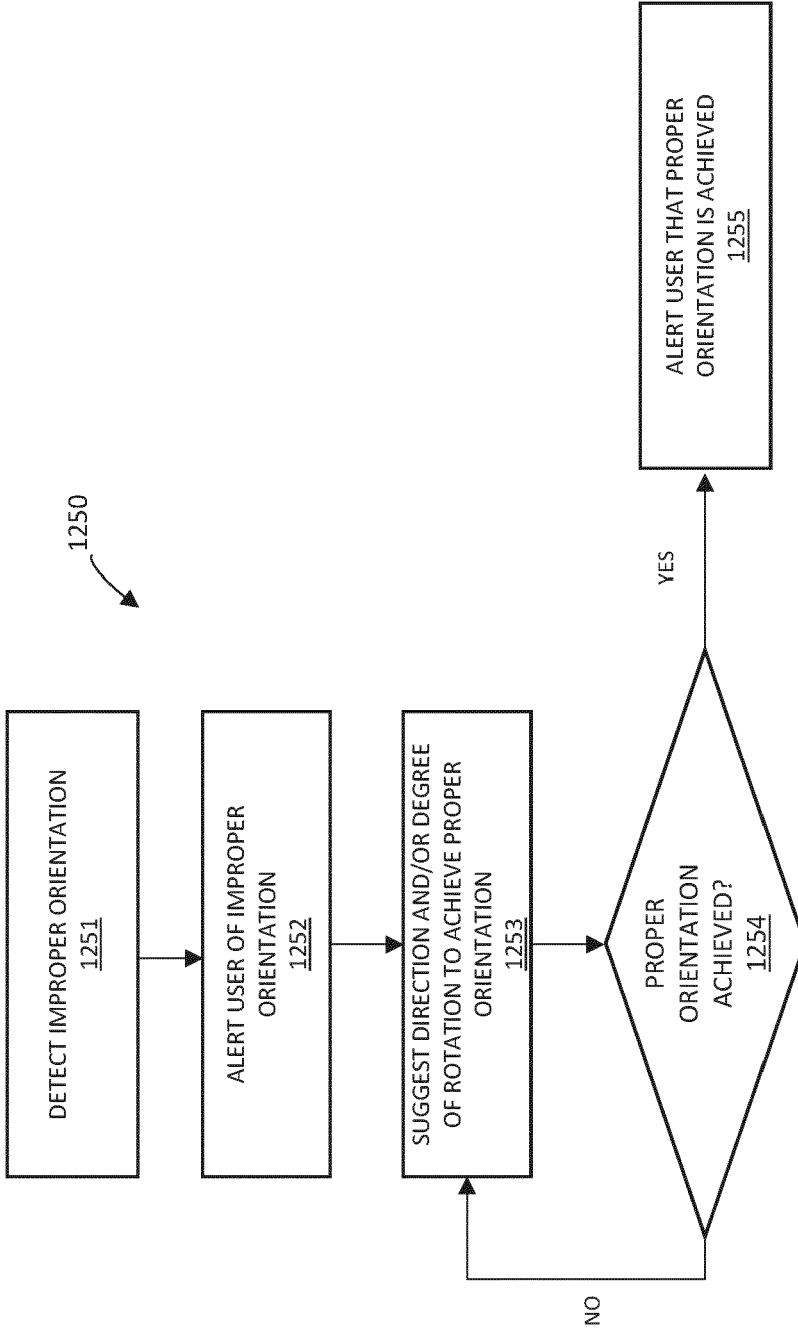 1250
DETECT IMPROPER ORIENTATION
1251
ALERT USER OF IMPROPER
ORIENTATION
1252
SUGGEST DIRECTION AND/OR DEGREE
OF ROTATION TO ACHIEVE PROPER
ORIENTATION
1253
PROPER
ORIENTATION
ACHIEVED?
1254
NO
YES
ALERT USER THAT PROPER
ORIENTATION IS ACHIEVED
1255